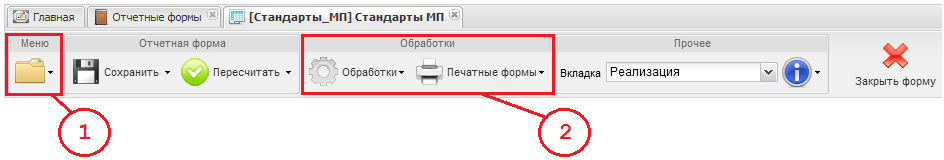 Главная Отчетные формы [Стандарты_МП] Стандарты МП
Меню Отчетная форма Обработки Прочее
Сохранить Пересчитать Обработки Печатные формы Вкладка Реализация
Закрыть форму
1 2